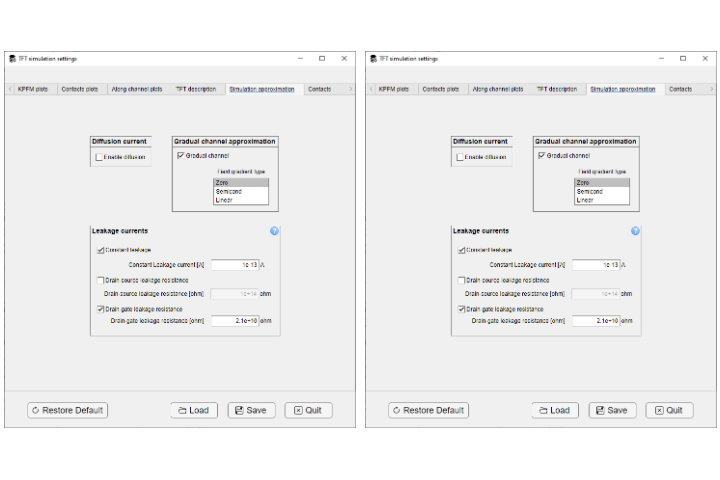 TFT simulation settings
KPFM plots Contacts plots Along channel plots TFT description Simulation approximation Contacts
Diffusion current
Enable diffusion
Gradual channel approximation
Gradual channel
Field gradient type
Zero
Semicond
Linear
Leakage currents
?
Constant leakage
Constant Leakage current [A] 1e-13 A
Drain source leakage resistance
Drain-source leakage resistance [ohm] 1e+14 ohm
Drain gate leakage resistance
Drain-gate leakage resistance [ohm] 2.1e+10 ohm
Restore Default Load Save Quit
TFT simulation settings
KPFM plots Contacts plots Along channel plots TFT description Simulation approximation Contacts
Diffusion current
Enable diffusion
Gradual channel approximation
Gradual channel
Field gradient type
Zero
Semicond
Linear
Leakage currents
?
Constant leakage
Constant Leakage current [A] 1e-13 A
Drain source leakage resistance
Drain-source leakage resistance [ohm] 1e+14 ohm
Drain gate leakage resistance
Drain-gate leakage resistance [ohm] 2.1e+10 ohm
Restore Default Load Save Quit